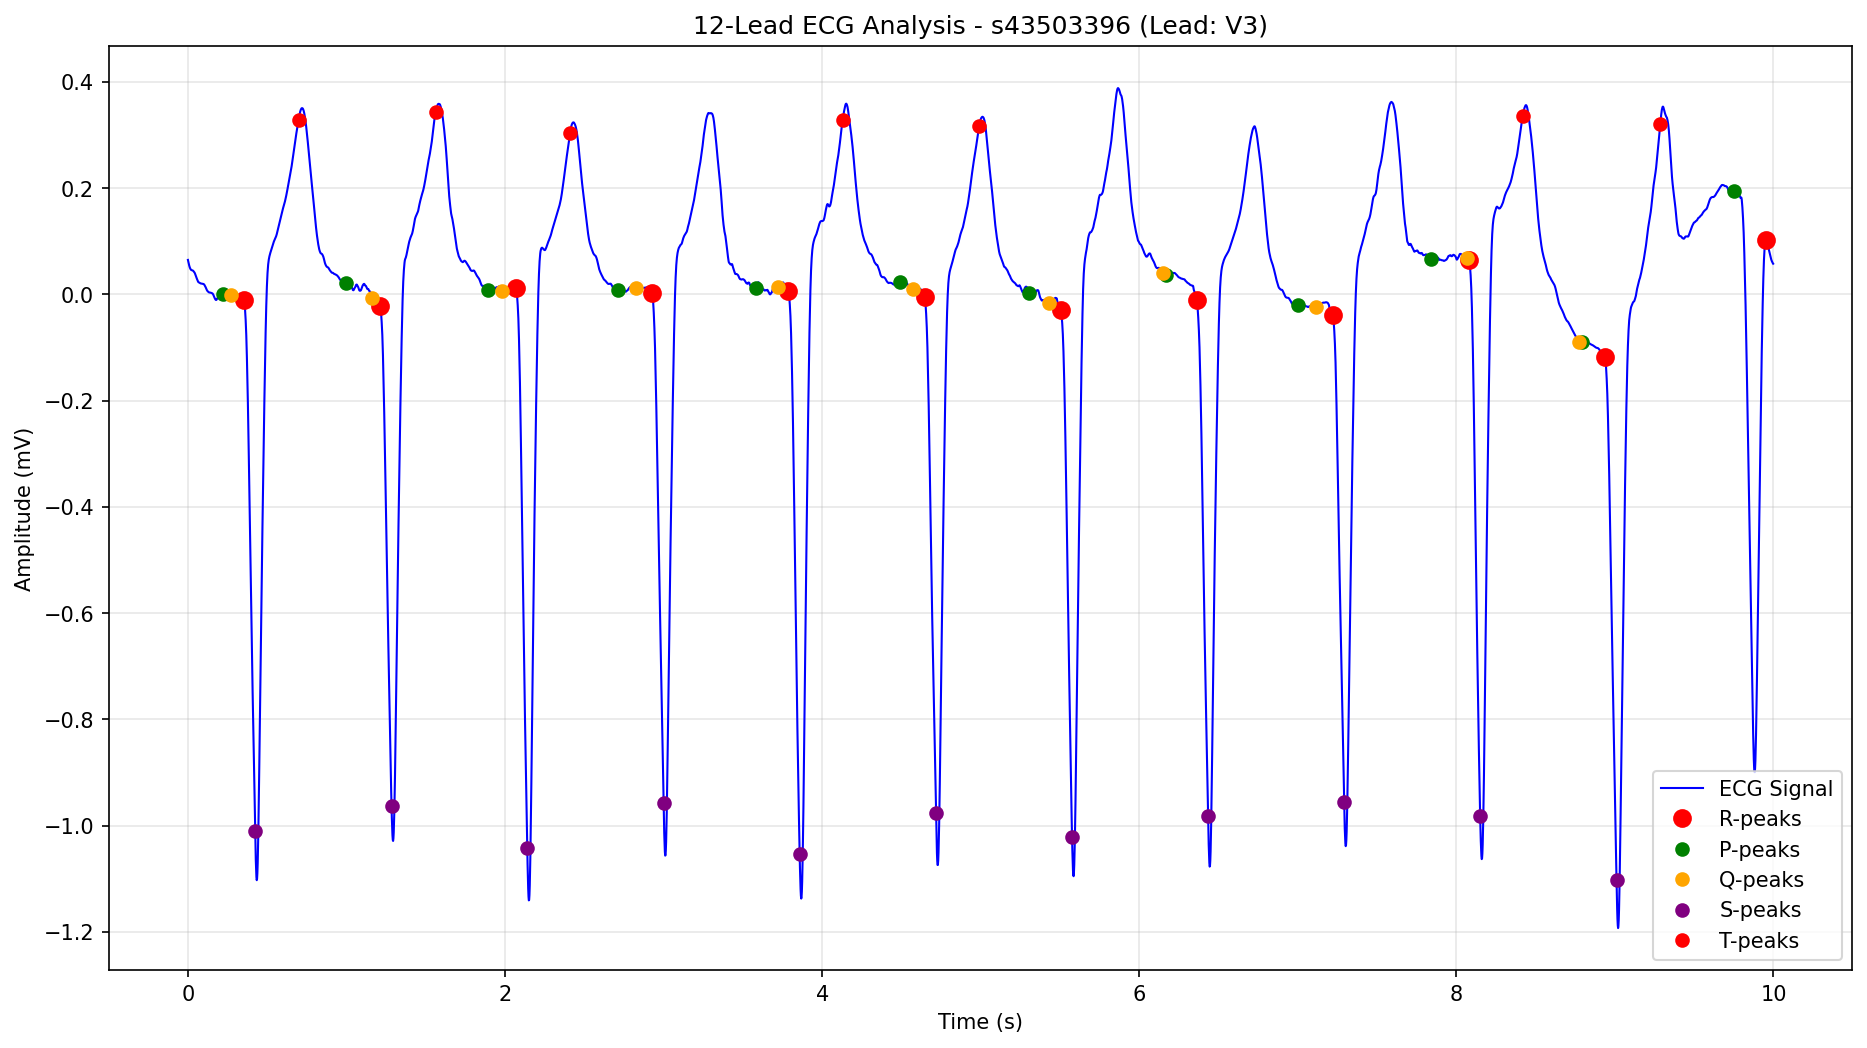 12-Lead ECG Analysis - s43503396 (Lead: V3)
Amplitude (mV)
0.4
0.2
0.0
−0.2
−0.4
−0.6
−0.8
−1.0
−1.2
ECG Signal
R-peaks
P-peaks
Q-peaks
S-peaks
T-peaks
0 2 4 6 8 10
Time (s)